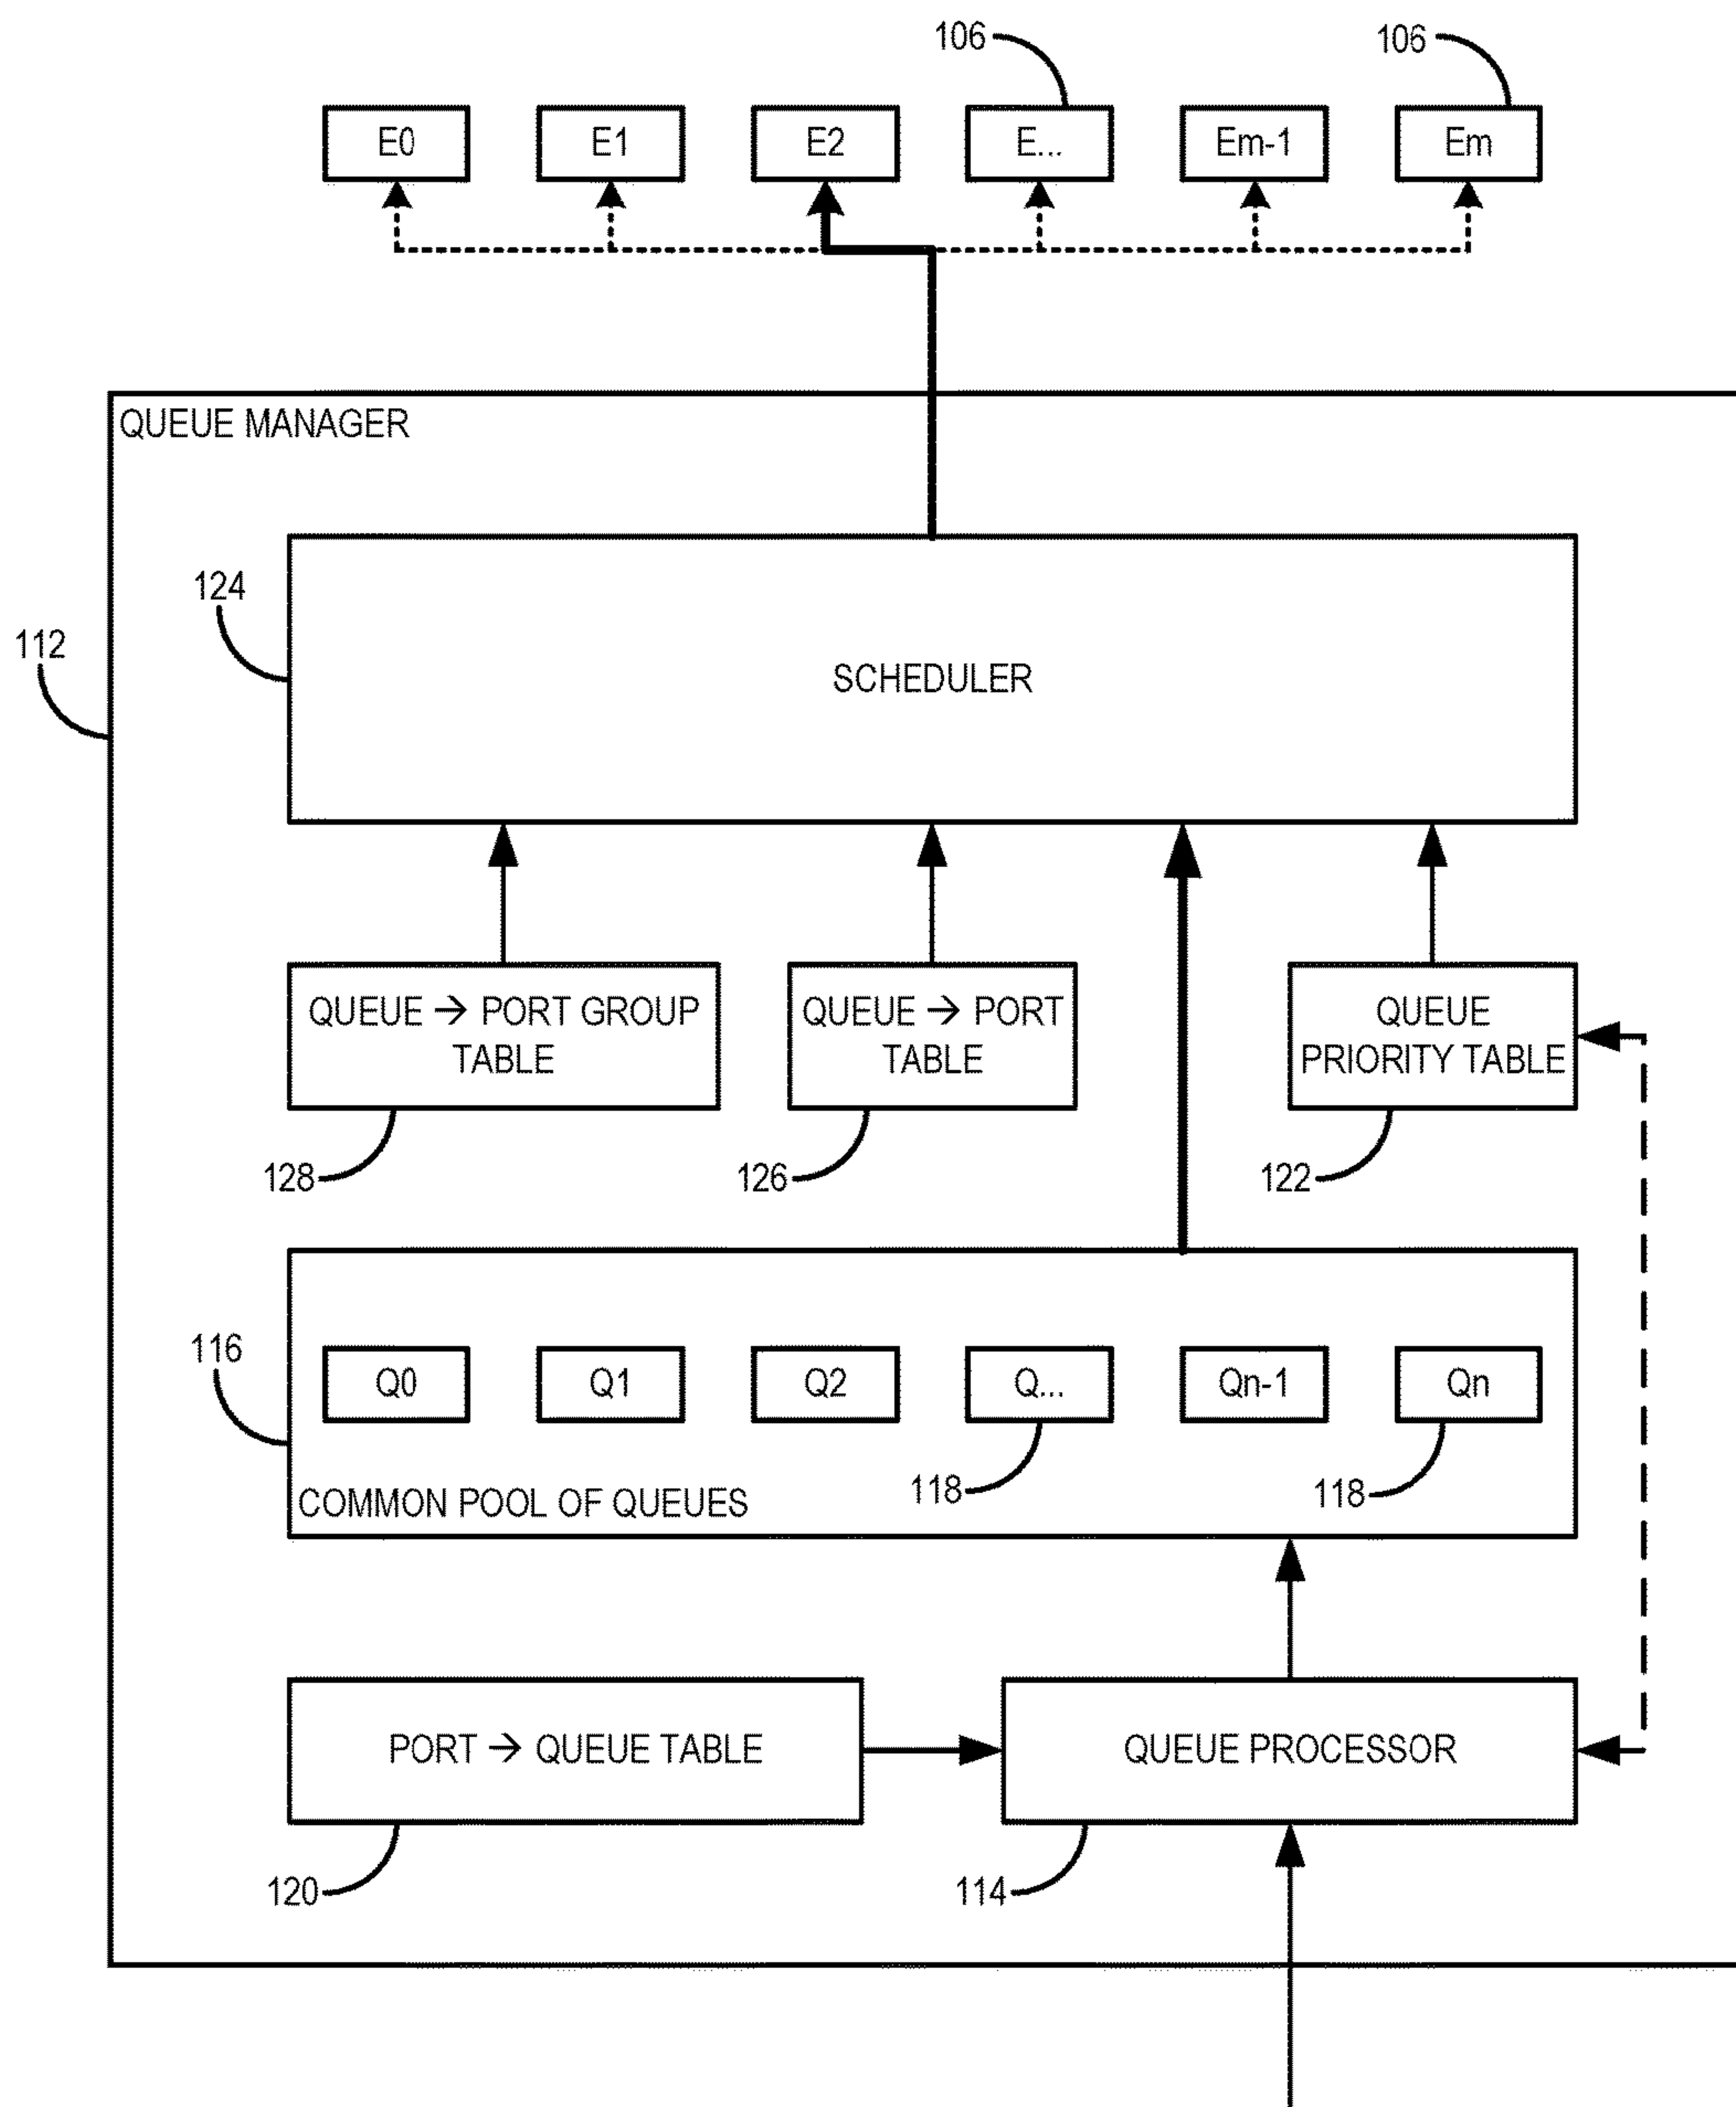 106
106
E0
E1
E2
E...
Em-1
Em
QUEUE MANAGER
124
112
SCHEDULER
QUEUE → PORT GROUP
TABLE
QUEUE → PORT
TABLE
QUEUE
PRIORITY TABLE
128
126
122
116
Q0
Q1
Q2
Q...
Qn-1
Qn
118
118
COMMON POOL OF QUEUES
PORT → QUEUE TABLE
QUEUE PROCESSOR
120
114